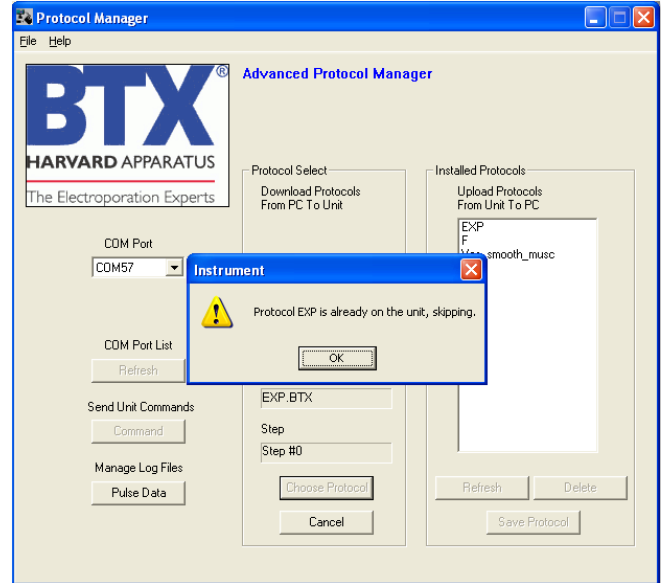 Protocol Manager
File Help
BTX®
HARVARD APPARATUS
The Electroporation Experts
Advanced Protocol Manager
COM Port
COM57
COM Port List
Refresh
Send Unit Commands
Command
Manage Log Files
Pulse Data
Protocol Select
Download Protocols
From PC To Unit
Instrument
Protocol EXP is already on the unit, skipping.
OK
EXP.BTX
Step
Step #0
Choose Protocol
Cancel
Installed Protocols
Upload Protocols
From Unit To PC
EXP
F
smooth_musc
Refresh Delete
Save Protocol